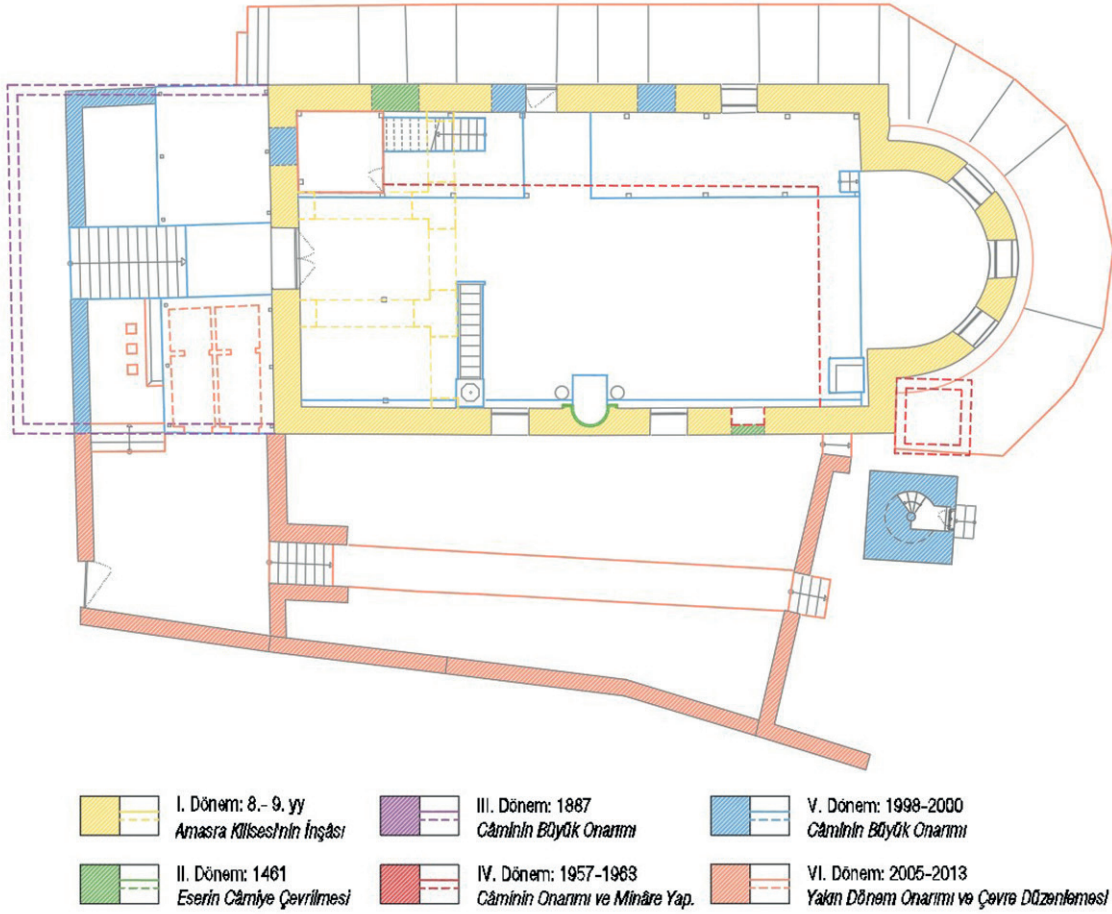 I. Dönem: 8.- 9. yy
Amasra Kilisesi'nin İnşâsı
II. Dönem: 1461
Eserin Câmiye Çevrilmesi
III. Dönem: 1887
Câminin Büyük Onarımı
IV. Dönem: 1957-1963
Câminin Onarımı ve Minâre Yap.
V. Dönem: 1998-2000
Câminin Büyük Onarımı
VI. Dönem: 2005-2013
Yakın Dönem Onarımı ve Çevre Düzenlemesi